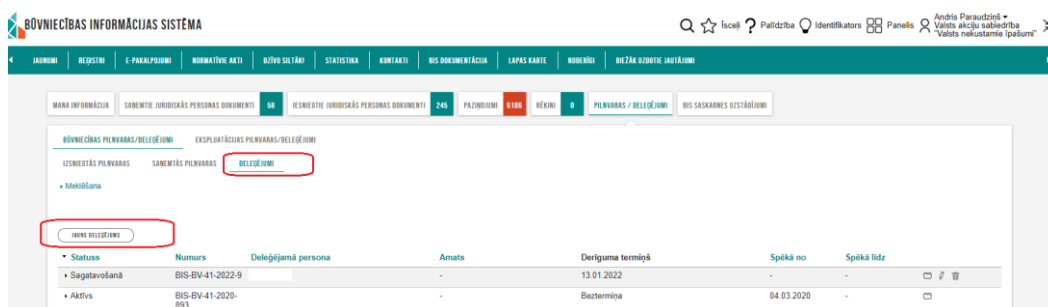 BŪVNIECĪBAS INFORMĀCIJAS SISTĒMA
Īsceļi ? Palīdzība Identifikators Panelis Andris Paraudziņš
Valsts akciju sabiedrība
"Valsts nekustamie īpašumi"
JAUNUMI REĢISTRI E-PAKALPOJUMI NORMATĪVIE AKTI DZĪVO SILTĀK! STATISTIKA KONTAKTI BIS DOKUMENTĀCIJA LAPAS KARTE NODERĪGI BIEŽĀK UZDOTIE JAUTĀJUMI
MANA INFORMĀCIJA SAŅEMTIE JURIDISKĀS PERSONAS DOKUMENTI 50 IESNIEGTIE JURIDISKĀS PERSONAS DOKUMENTI 245 PAZIŅOJUMI 6106 RĒĶINI 0 PILNVARAS / DELEĢĒJUMI BIS SASKARNES UZSTĀDĪJUMI
BŪVNIECĪBAS PILNVARAS/DELEĢĒJUMI EKSPLUATĀCIJAS PILNVARAS/DELEĢĒJUMI
IZSNIEGTĀS PILNVARAS SAŅEMTĀS PILNVARAS DELEĢĒJUMI
Meklēšana
JAUNS DELEĢĒJUMS
Statuss Numurs Deleģējamā persona Amats Derīguma termiņš Spēkā no Spēkā līdz
Sagatavošanā BIS-BV-41-2022-9 - 13.01.2022 - -
Aktīvs BIS-BV-41-2020-893 - Beztermiņa 04.03.2020 -